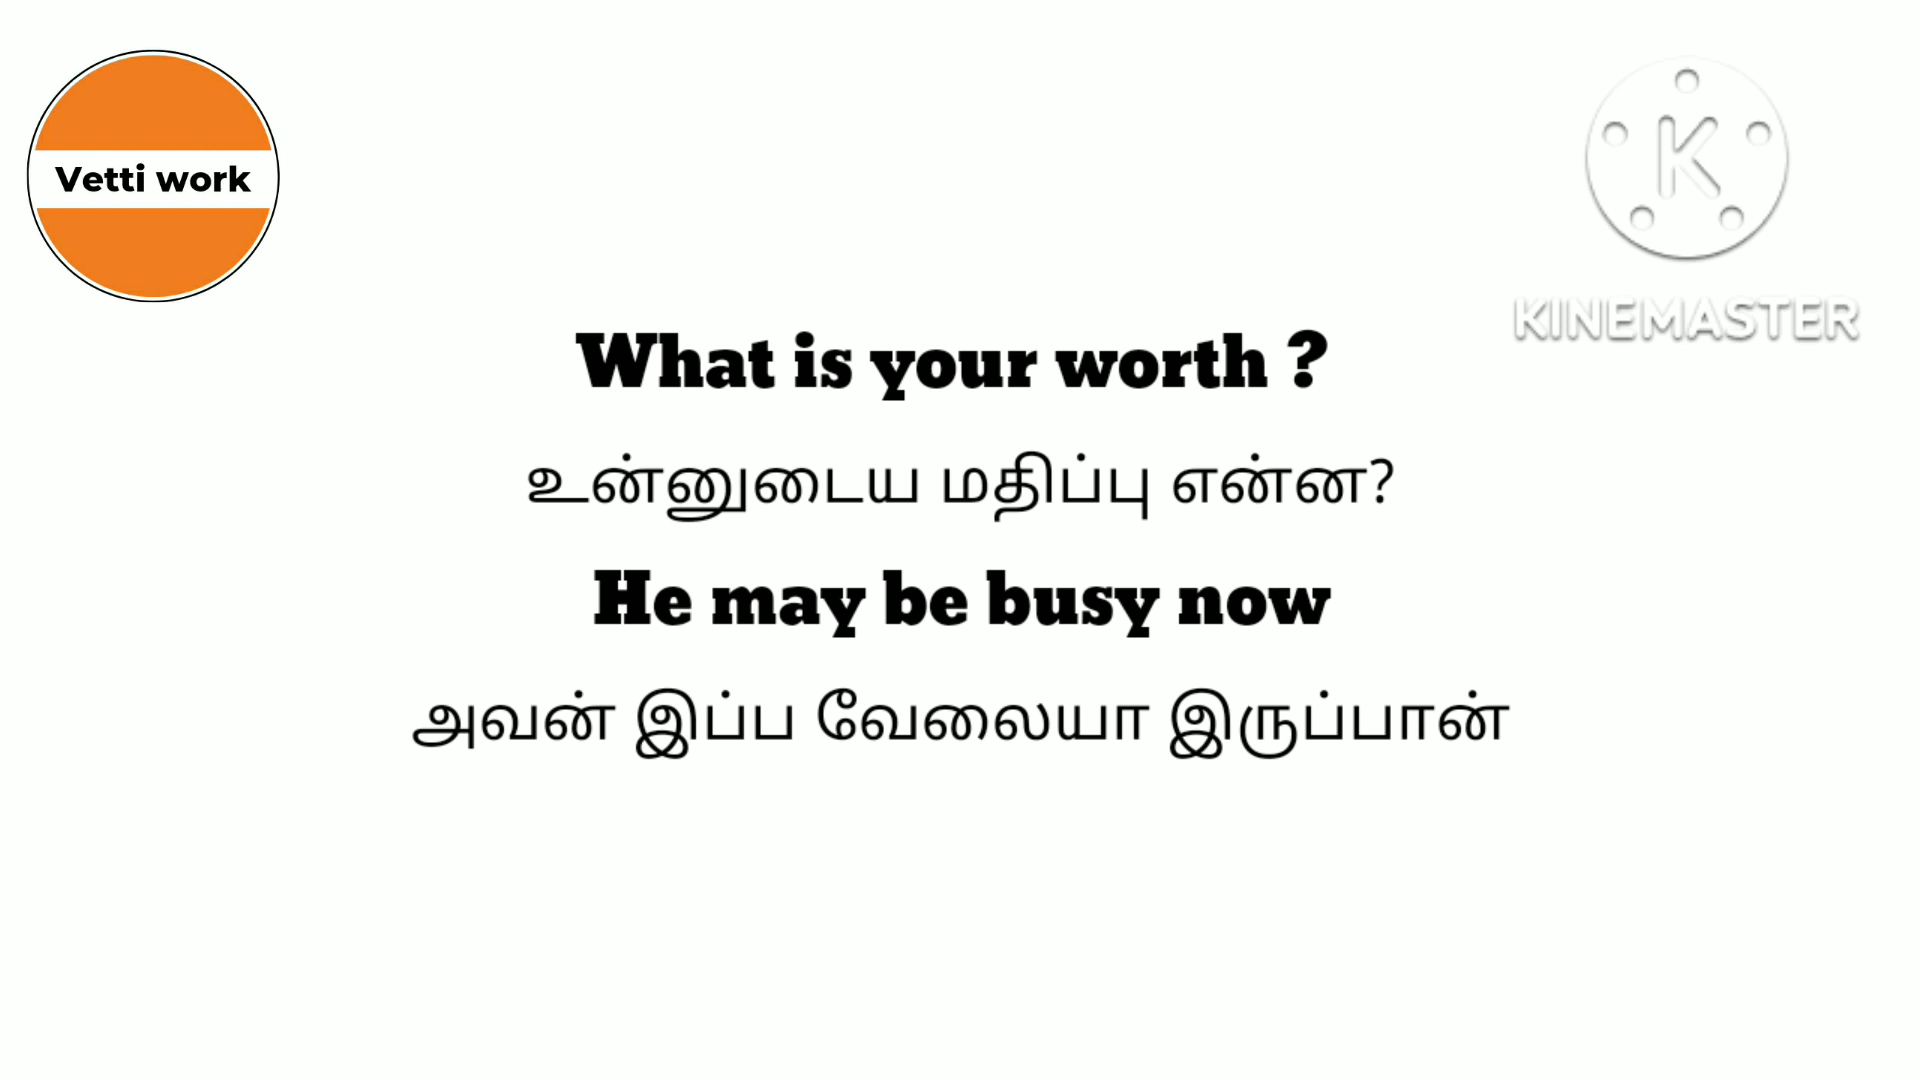 Vetti work
KINEMASTER
What is your worth ?
உன்னுடைய மதிப்பு என்ன?
He may be busy now
அவன் இப்ப வேலையா இருப்பான்